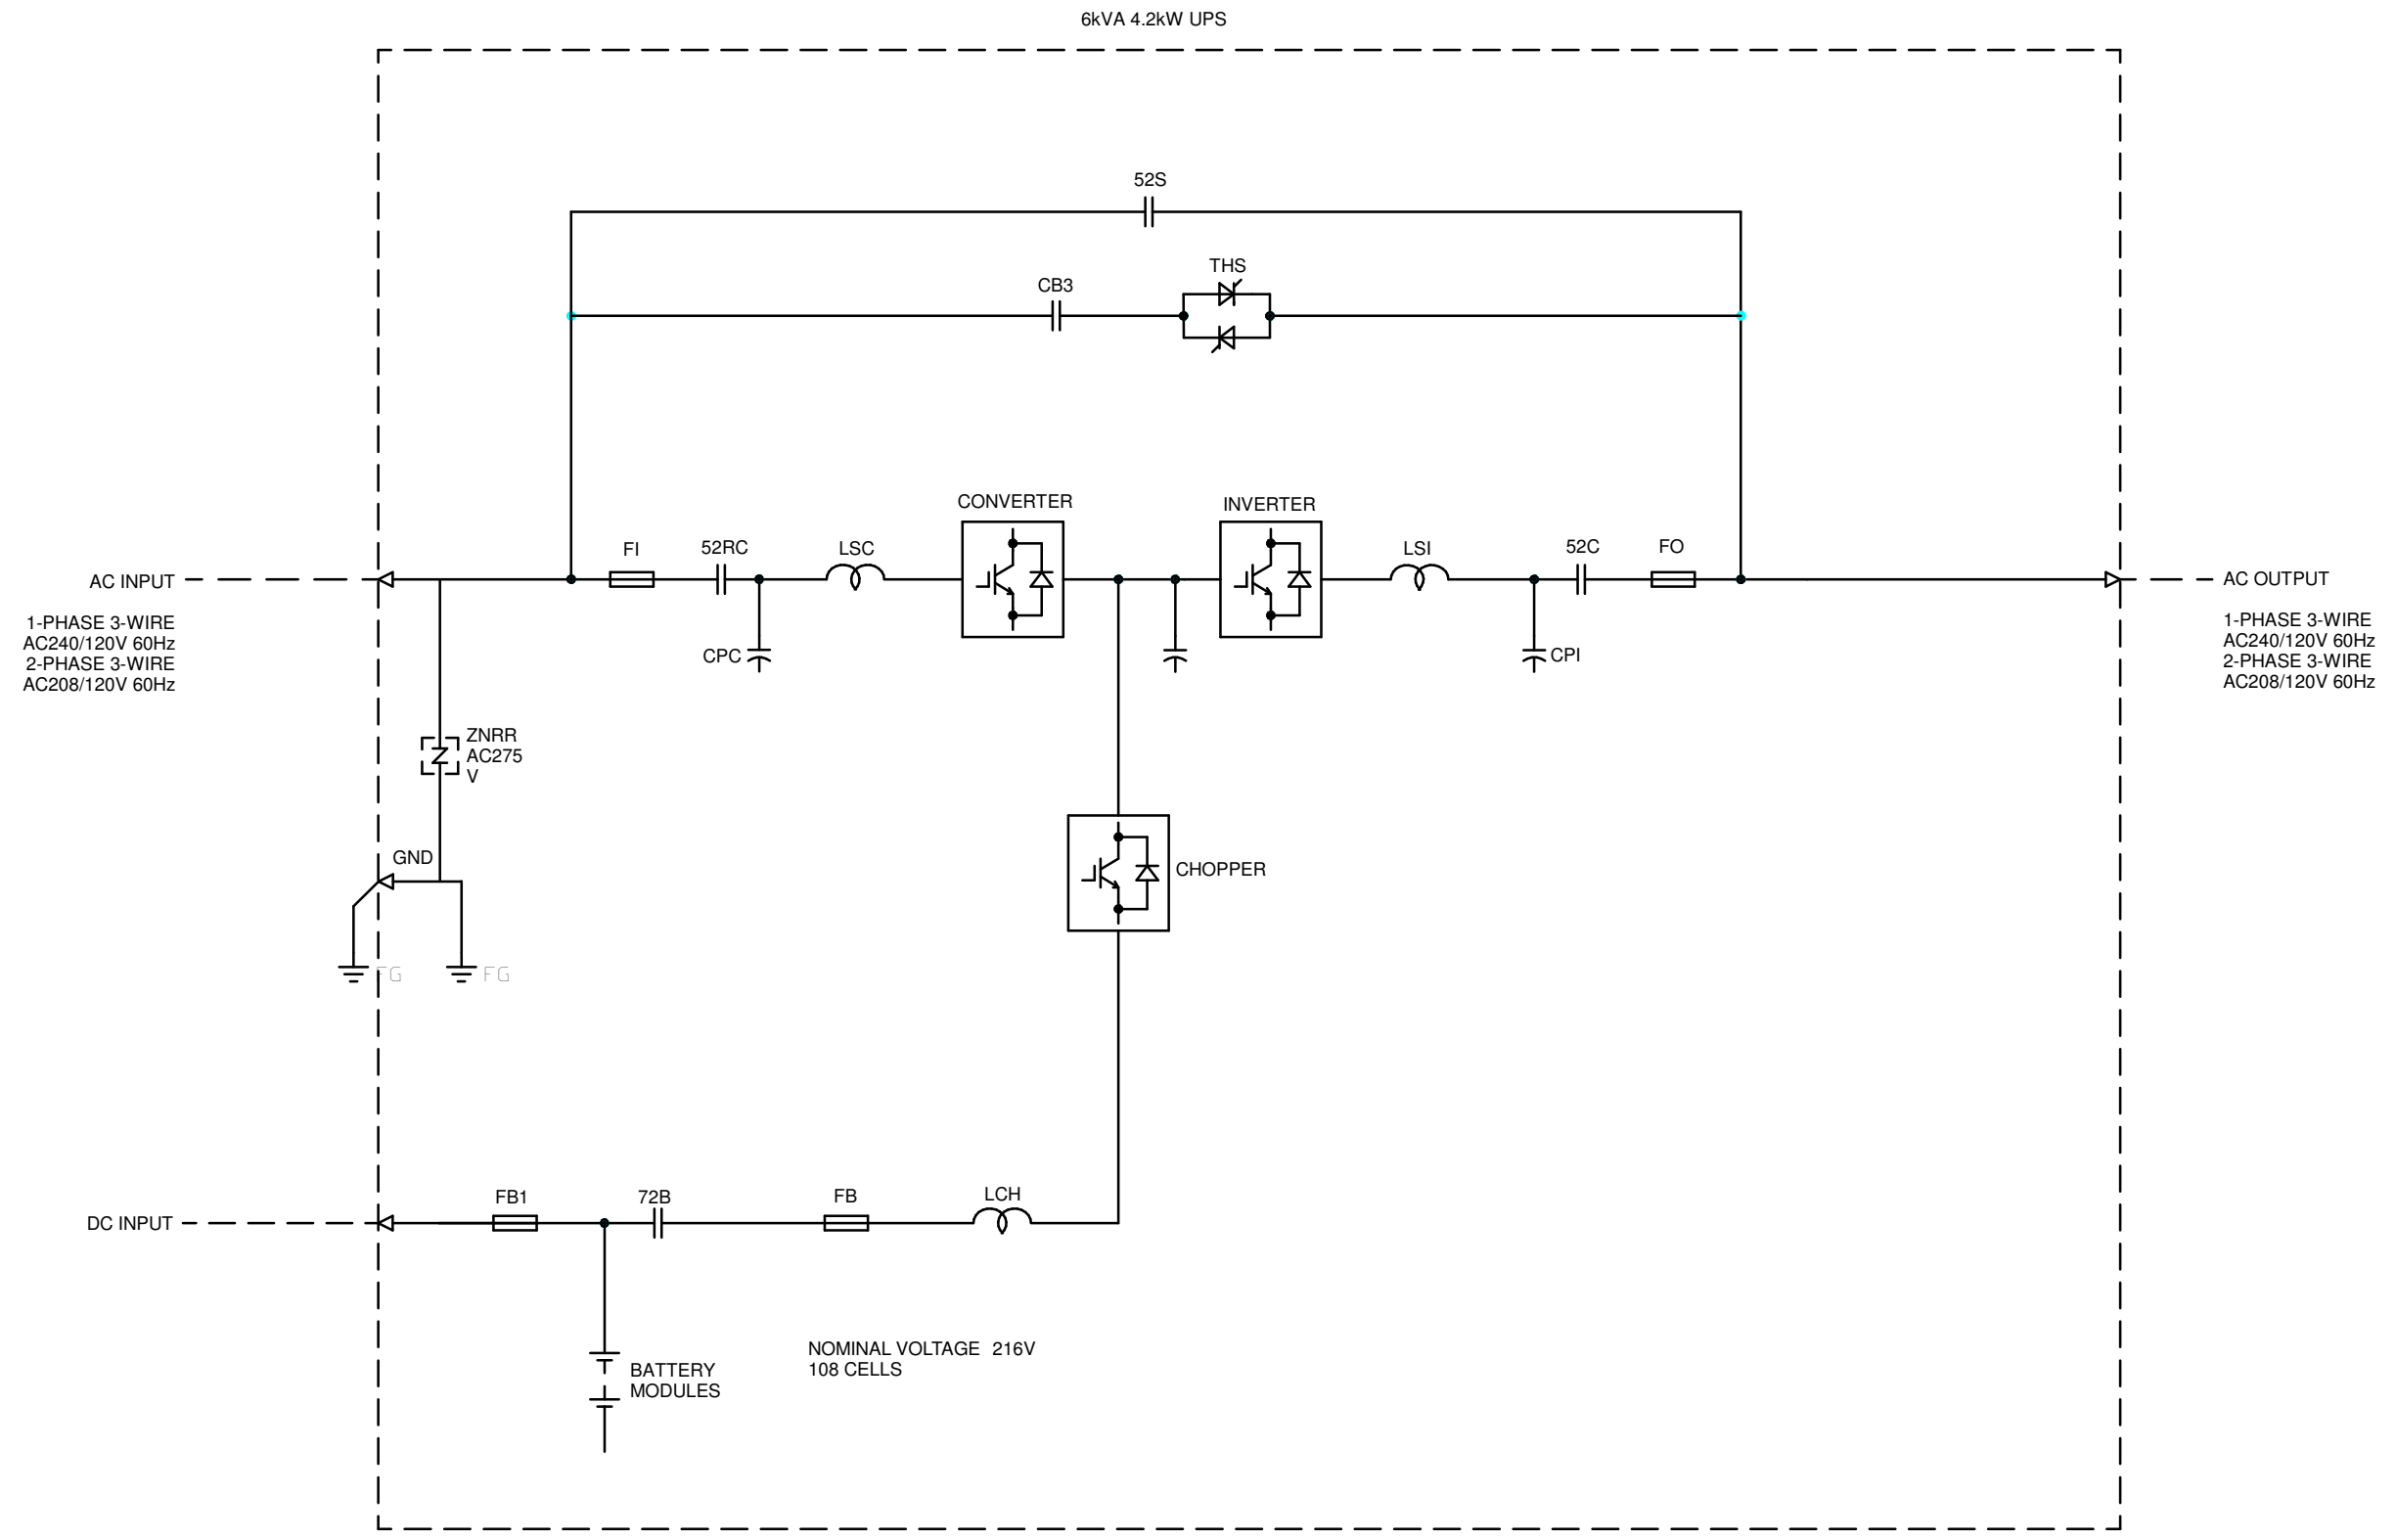 6kVA 4.2kW UPS
52S
THS
CB3
CONVERTER
INVERTER
FI
52RC
LSC
LSI
52C
FO
AC INPUT
AC OUTPUT
1-PHASE 3-WIRE
AC240/120V 60Hz
2-PHASE 3-WIRE
AC208/120V 60Hz
1-PHASE 3-WIRE
AC240/120V 60Hz
2-PHASE 3-WIRE
AC208/120V 60Hz
CPC
CPI
ZNRR
AC275
V
GND
CHOPPER
FG
FG
FB1
72B
FB
LCH
DC INPUT
NOMINAL VOLTAGE 216V
108 CELLS
BATTERY
MODULES